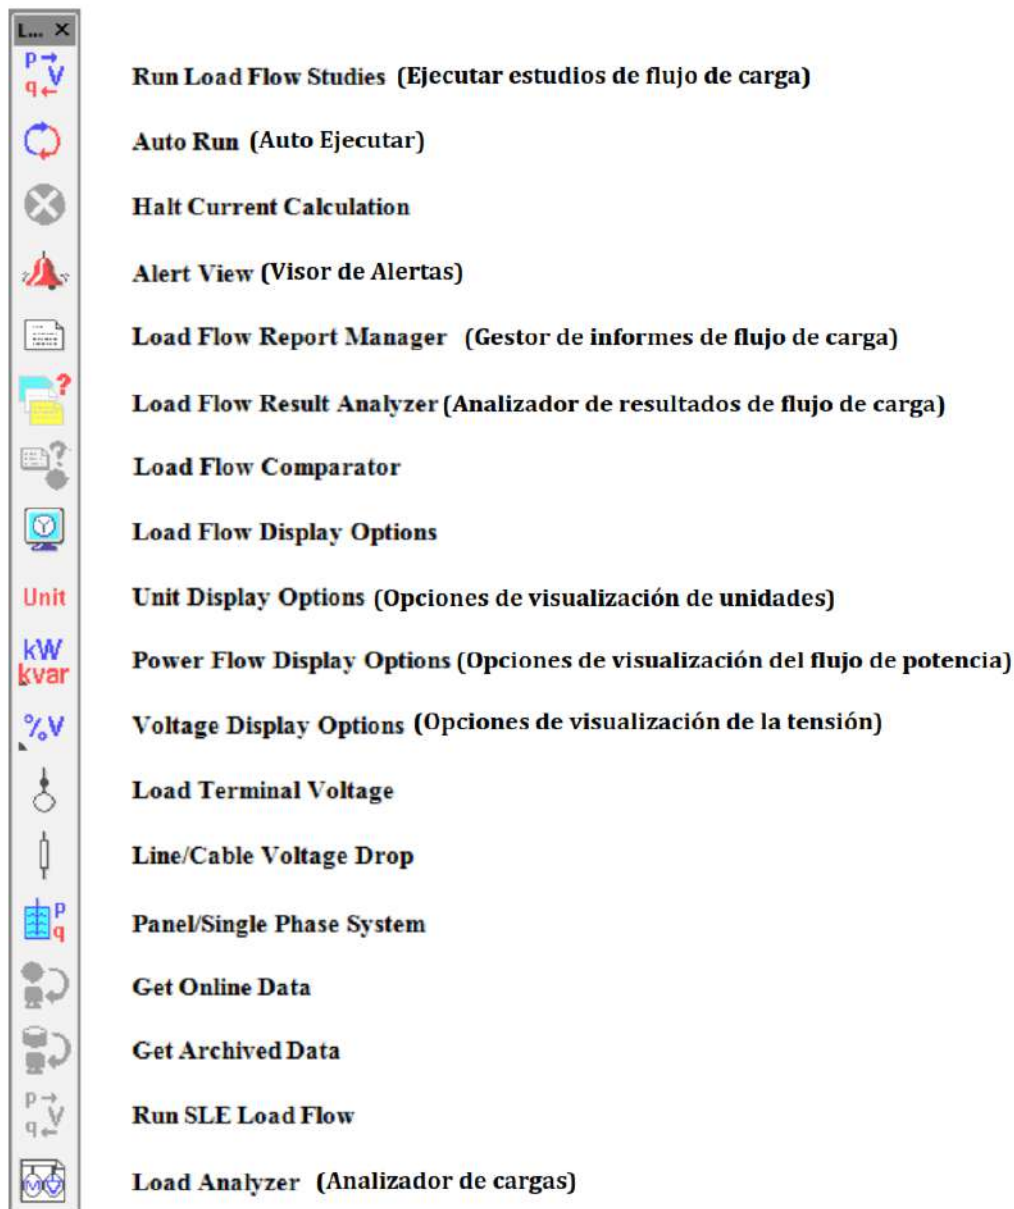 L... X
P V q Run Load Flow Studies (Ejecutar estudios de flujo de carga)
Auto Run (Auto Ejecutar)
Halt Current Calculation
Alert View (Visor de Alertas)
Load Flow Report Manager (Gestor de informes de flujo de carga)
? Load Flow Result Analyzer (Analizador de resultados de flujo de carga)
? Load Flow Comparator
Load Flow Display Options
Unit Unit Display Options (Opciones de visualización de unidades)
kW kvar Power Flow Display Options (Opciones de visualización del flujo de potencia)
%V Voltage Display Options (Opciones de visualización de la tensión)
Load Terminal Voltage
Line/Cable Voltage Drop
p q Panel/Single Phase System
Get Online Data
Get Archived Data
P V q Run SLE Load Flow
M Load Analyzer (Analizador de cargas)